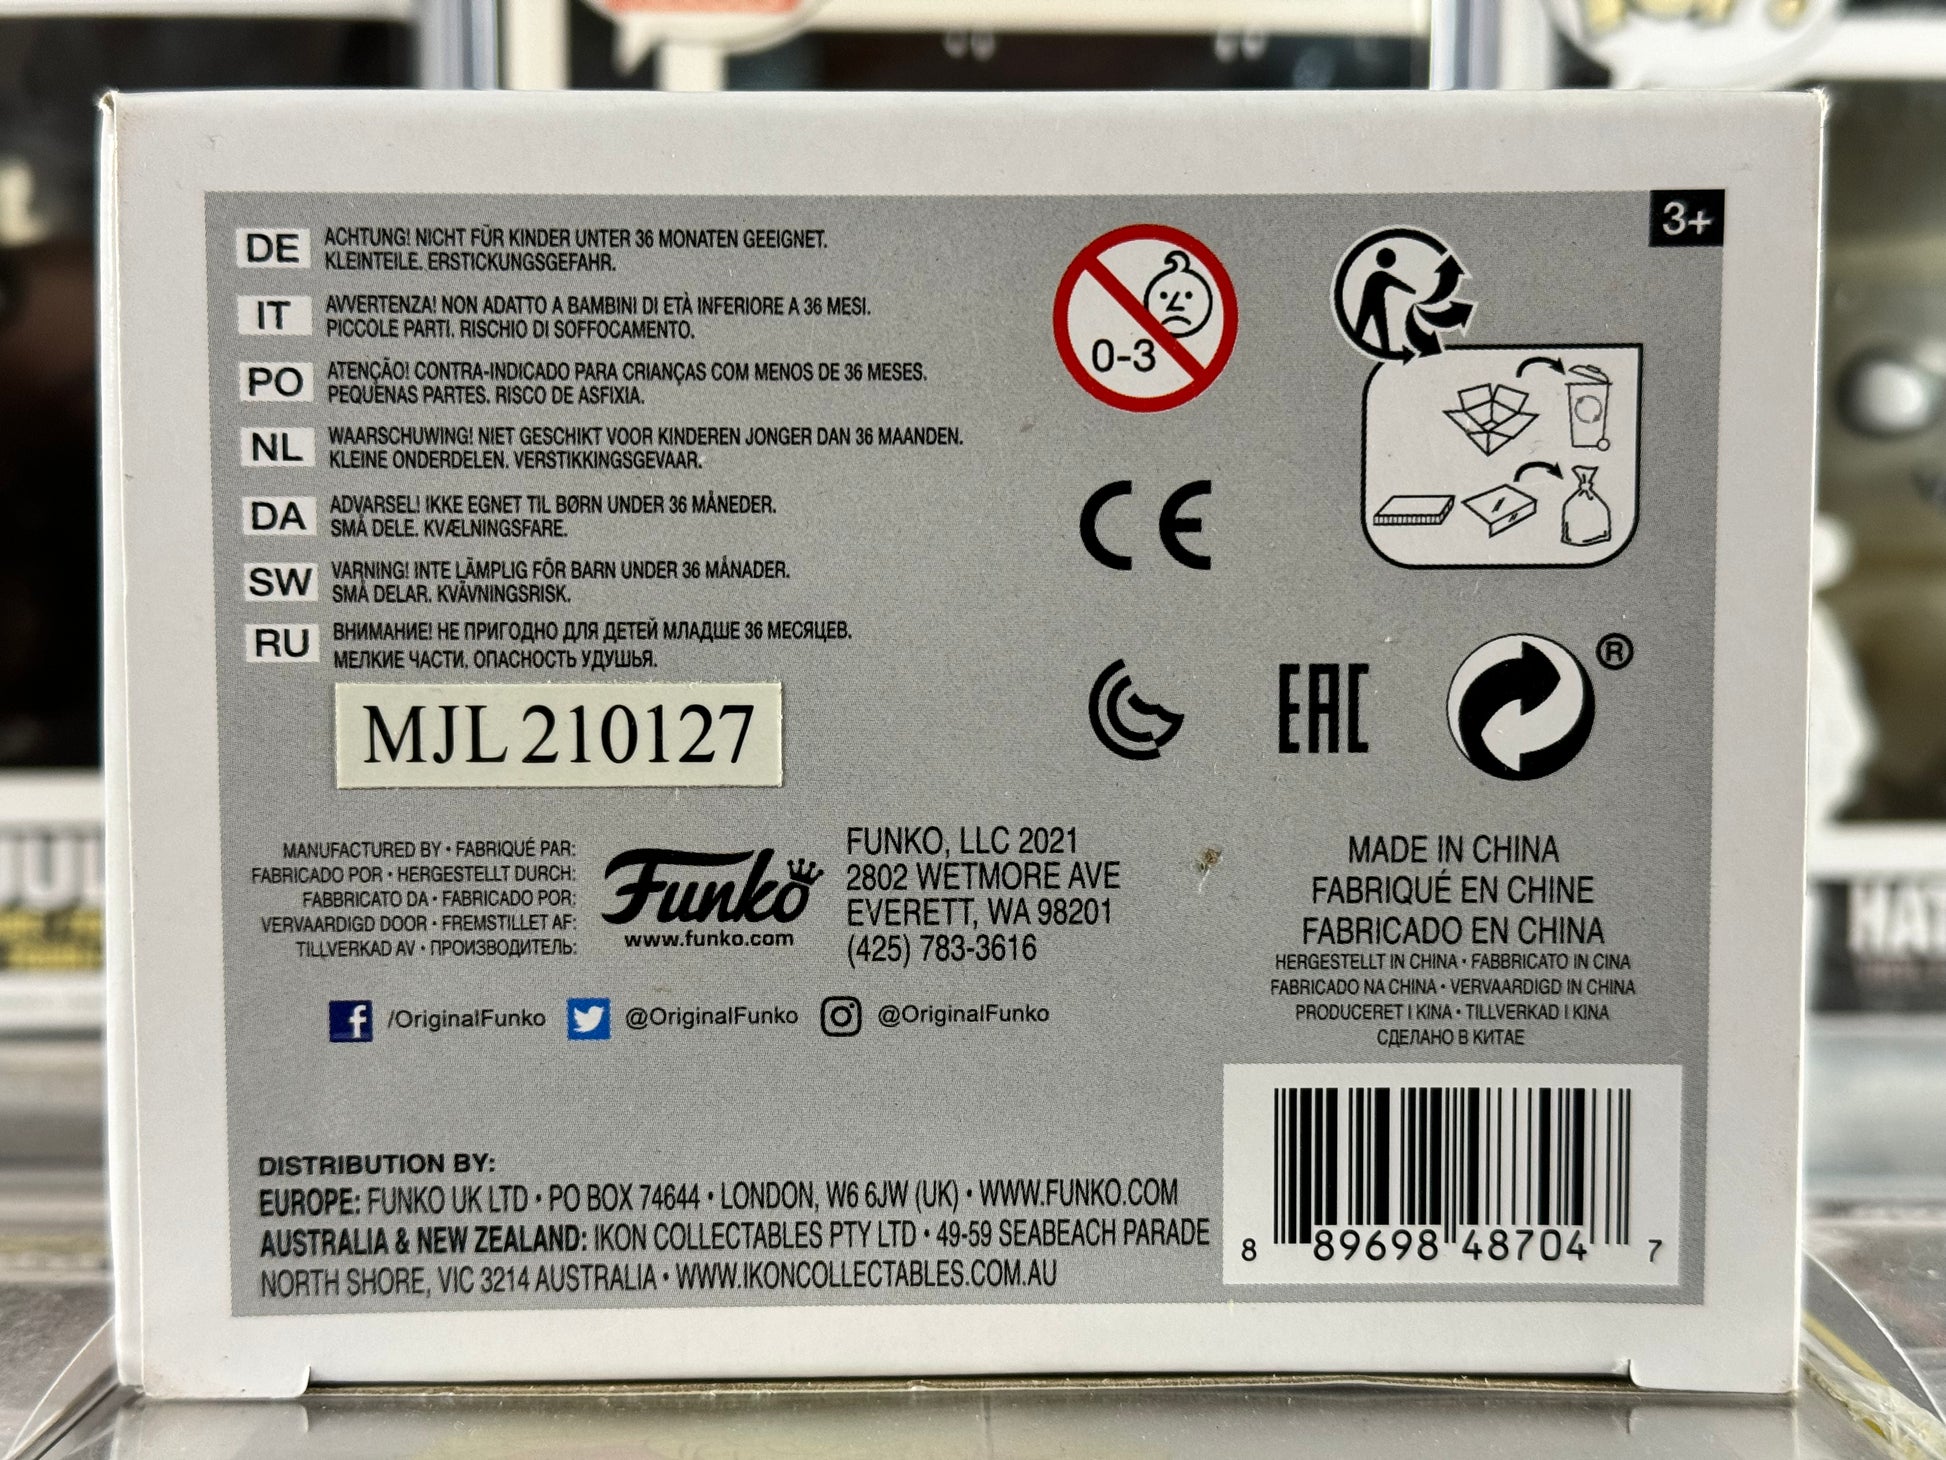 3+
DE ACHTUNG! NICHT FÜR KINDER UNTER 36 MONATEN GEEIGNET.
KLEINTEILE. ERSTICKUNGSGEFAHR.
IT AVVERTENZA! NON ADATTO A BAMBINI DI ETÀ INFERIORE A 36 MESI.
PICCOLE PARTI. RISCHIO DI SOFFOCAMENTO.
PO ATENÇÃO! CONTRA-INDICADO PARA CRIANÇAS COM MENOS DE 36 MESES.
PEQUENAS PARTES. RISCO DE ASFIXIA.
NL WAARSCHUWING! NIET GESCHIKT VOOR KINDEREN JONGER DAN 36 MAANDEN.
KLEINE ONDERDELEN. VERSTIKKINGSGEVAAR.
DA ADVARSEL! IKKE EGNET TIL BØRN UNDER 36 MÅNEDER.
SMÅ DELE. KVÆLNINGSFARE.
SW VARNING! INTE LÄMPLIG FÖR BARN UNDER 36 MÅNADER.
SMÅ DELAR. KVÄVNINGSRISK.
RU ВНИМАНИЕ! НЕ ПРИГОДНО ДЛЯ ДЕТЕЙ МЛАДШЕ 36 МЕСЯЦЕВ.
МЕЛКИЕ ЧАСТИ. ОПАСНОСТЬ УДУШЬЯ.
0-3
CE
EAC
®
MJL 210127
MANUFACTURED BY • FABRIQUÉ PAR:
FABRICADO POR • HERGESTELLT DURCH:
FABBRICATO DA • FABRICADO POR:
VERVAARDIGD DOOR • FREMSTILLET AF:
TILLVERKAD AV • ПРОИЗВОДИТЕЛЬ:
Funko
www.funko.com
FUNKO, LLC 2021
2802 WETMORE AVE
EVERETT, WA 98201
(425) 783-3616
MADE IN CHINA
FABRIQUÉ EN CHINE
FABRICADO EN CHINA
HERGESTELLT IN CHINA • FABBRICATO IN CINA
FABRICADO NA CHINA • VERVAARDIGD IN CHINA
PRODUCERET I KINA • TILLVERKAD I KINA
СДЕЛАНО В КИТАЕ
f /OriginalFunko @OriginalFunko @OriginalFunko
DISTRIBUTION BY:
EUROPE: FUNKO UK LTD • PO BOX 74644 • LONDON, W6 6JW (UK) • WWW.FUNKO.COM
AUSTRALIA & NEW ZEALAND: IKON COLLECTABLES PTY LTD • 49-59 SEABEACH PARADE
NORTH SHORE, VIC 3214 AUSTRALIA • WWW.IKONCOLLECTABLES.COM.AU
8 89698 48704 7